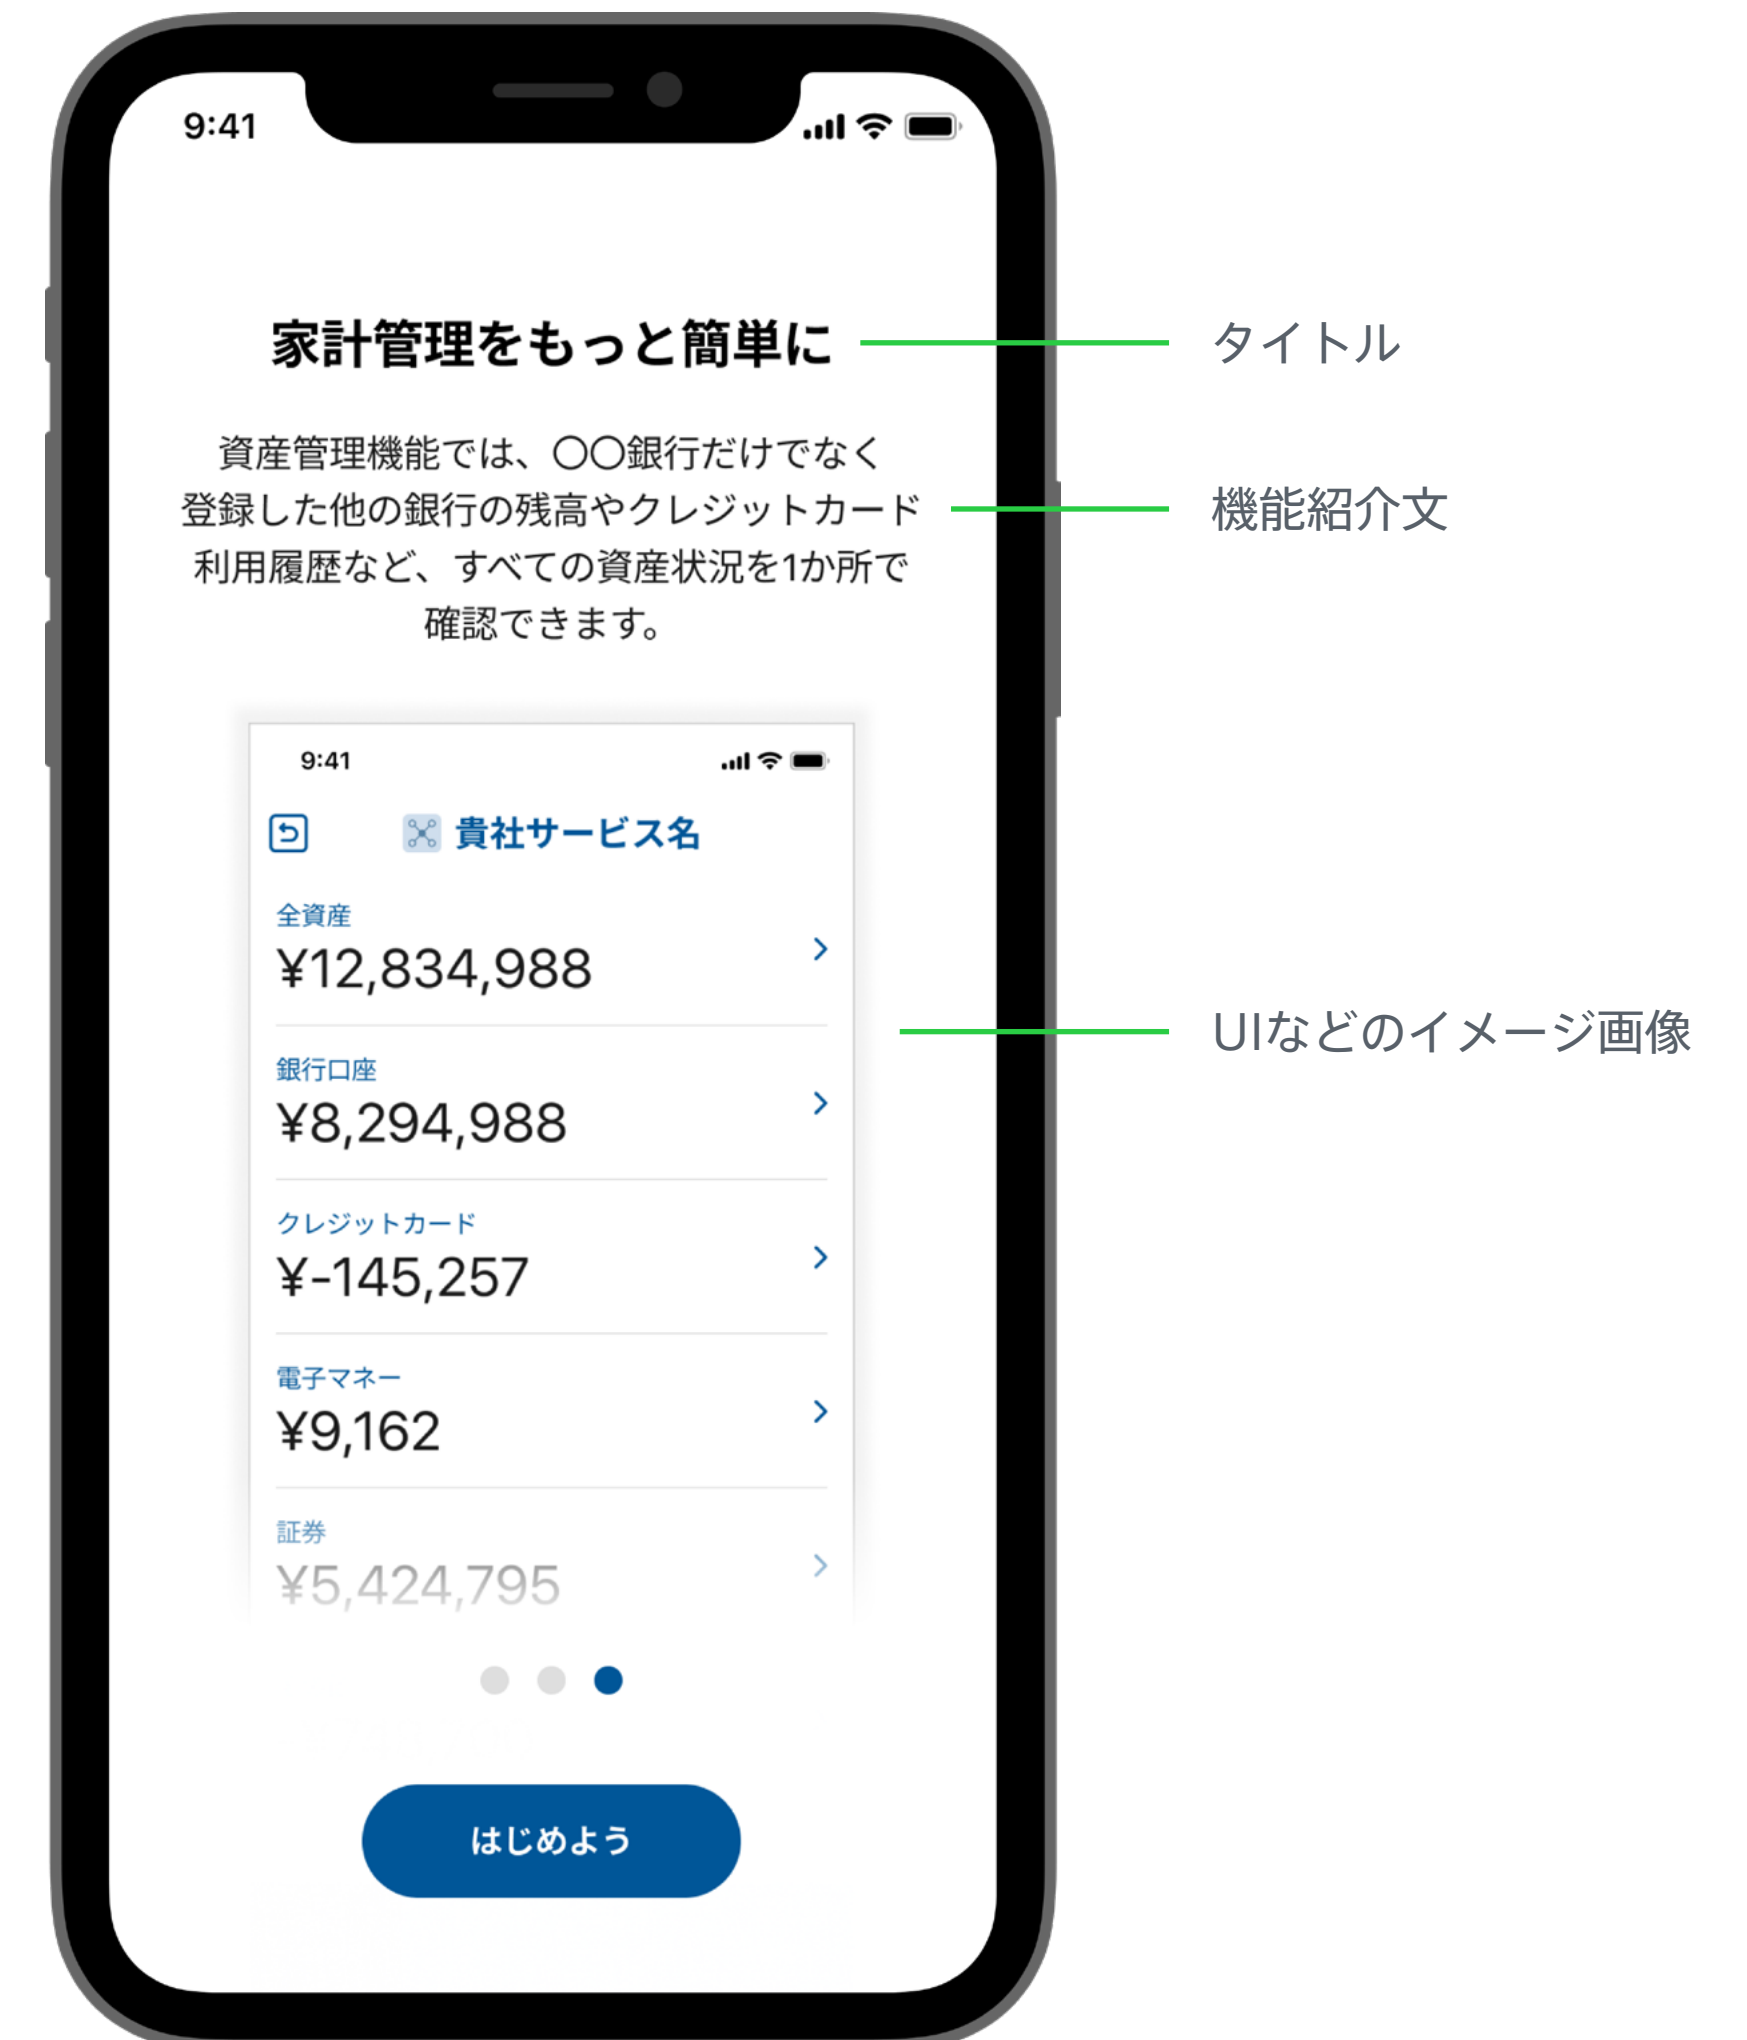 9:41
家計管理をもっと簡単に
タイトル
資産管理機能では、〇〇銀行だけでなく
登録した他の銀行の残高やクレジットカード
利用履歴など、すべての資産状況を1か所で
確認できます。
機能紹介文
9:41
貴社サービス名
全資産
¥12,834,988
UIなどのイメージ画像
銀行口座
¥8,294,988
クレジットカード
¥-145,257
電子マネー
¥9,162
証券
¥5,424,795
はじめよう